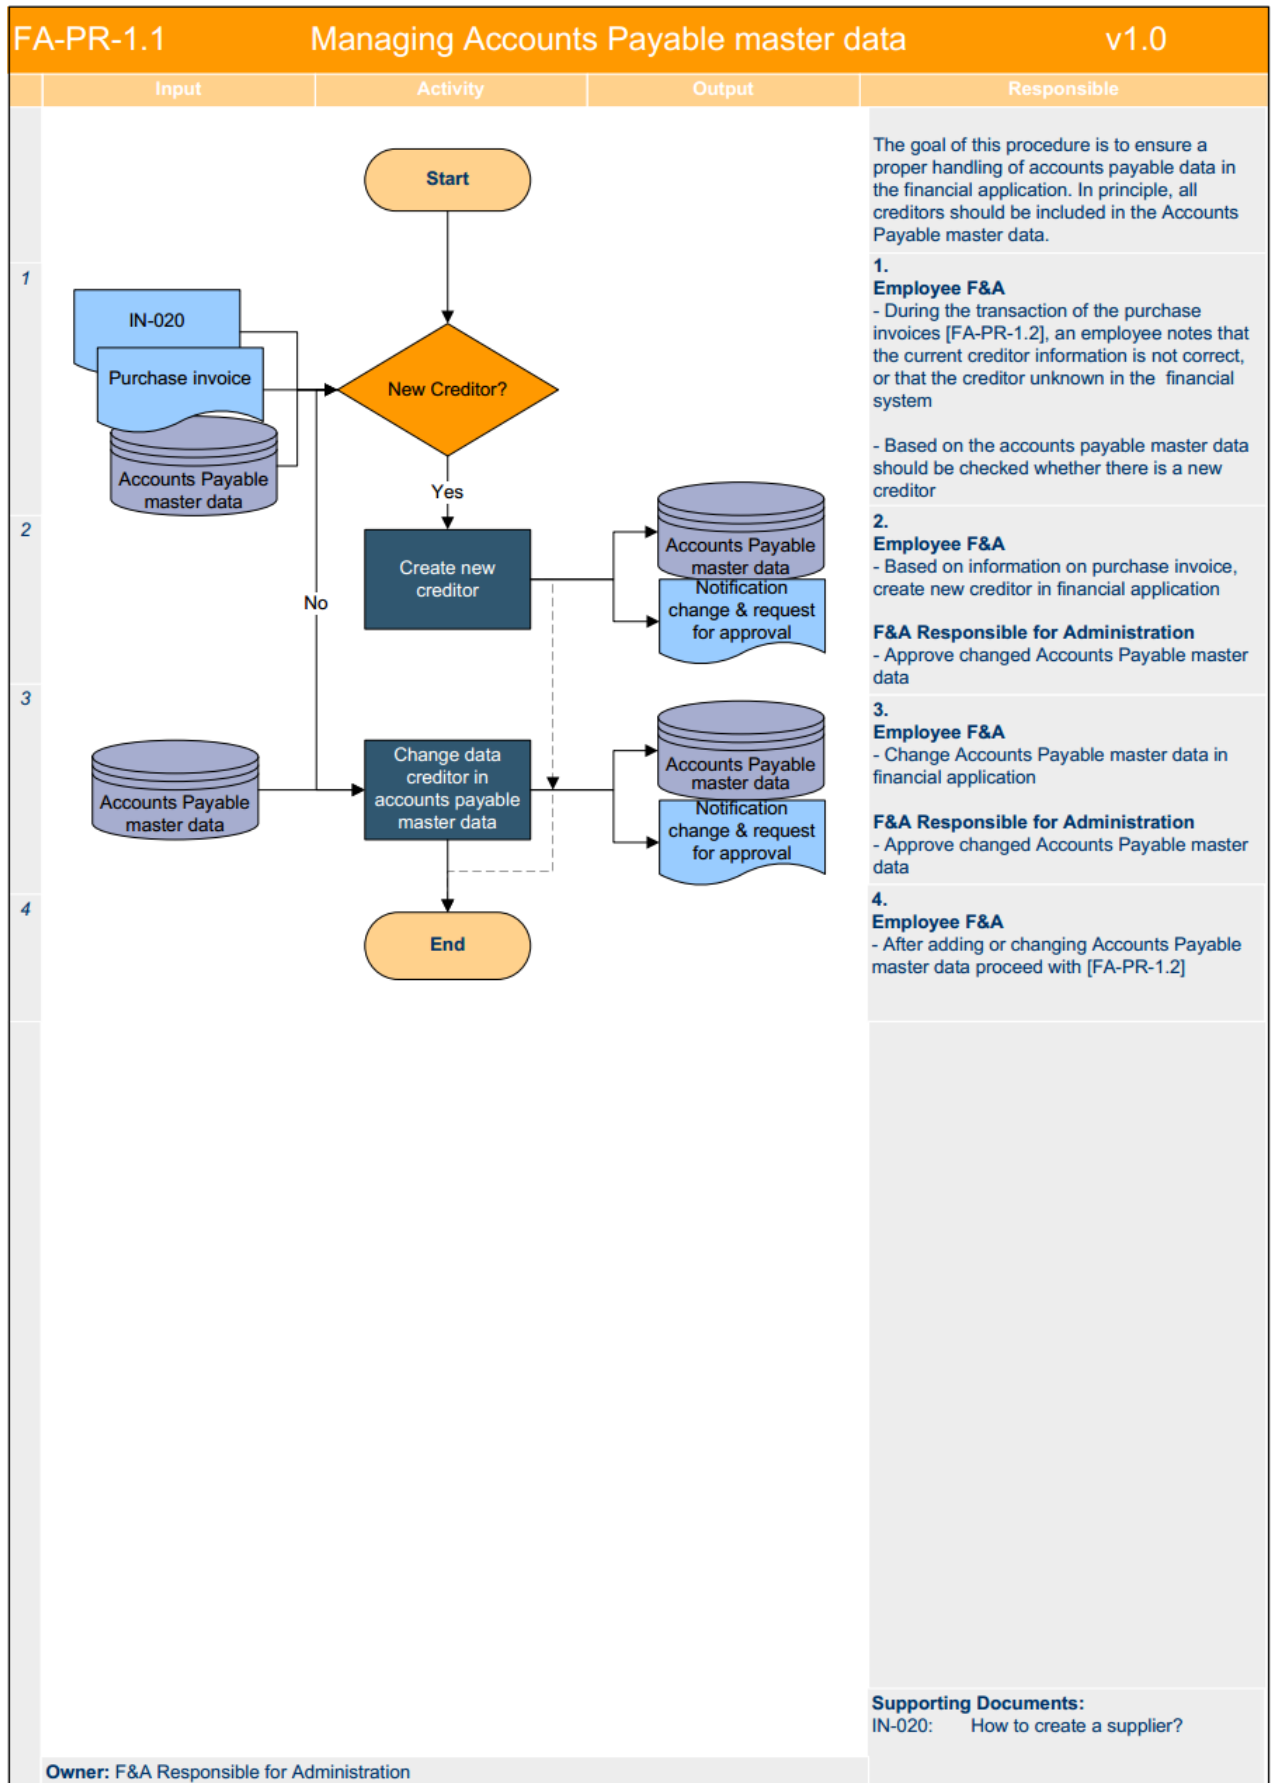 FA-PR-1.1 Managing Accounts Payable master data v1.0
Input Activity Output Responsible
Start
The goal of this procedure is to ensure a
proper handling of accounts payable data in
the financial application. In principle, all
creditors should be included in the Accounts
Payable master data.
1
IN-020
Purchase invoice
Accounts Payable
master data
New Creditor?
Yes
No
1.
Employee F&A
- During the transaction of the purchase
invoices [FA-PR-1.2], an employee notes that
the current creditor information is not correct,
or that the creditor unknown in the financial
system
- Based on the accounts payable master data
should be checked whether there is a new
creditor
2
Create new
creditor
Accounts Payable
master data
Notification
change & request
for approval
2.
Employee F&A
- Based on information on purchase invoice,
create new creditor in financial application
F&A Responsible for Administration
- Approve changed Accounts Payable master
data
3
Accounts Payable
master data
Change data
creditor in
accounts payable
master data
Accounts Payable
master data
Notification
change & request
for approval
3.
Employee F&A
- Change Accounts Payable master data in
financial application
F&A Responsible for Administration
- Approve changed Accounts Payable master
data
4
End
4.
Employee F&A
- After adding or changing Accounts Payable
master data proceed with [FA-PR-1.2]
Supporting Documents:
IN-020: How to create a supplier?
Owner: F&A Responsible for Administration